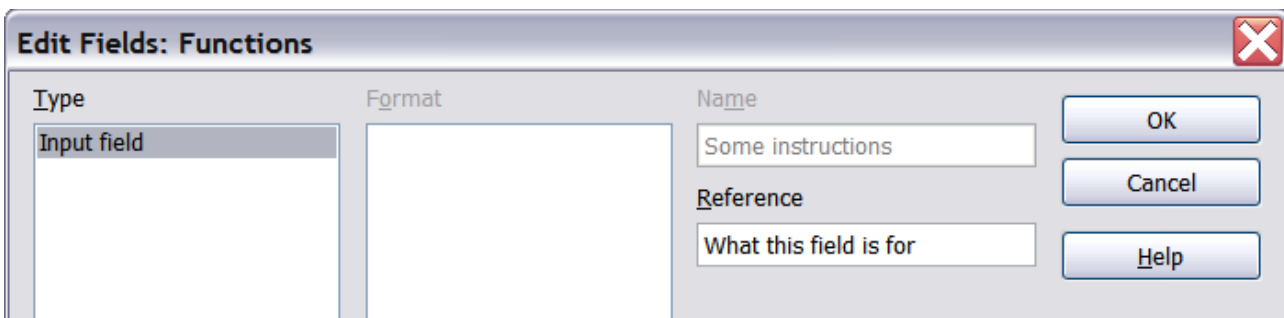 Edit Fields: Functions
Type
Format
Name
Input field
Some instructions
Reference
What this field is for
OK
Cancel
Help